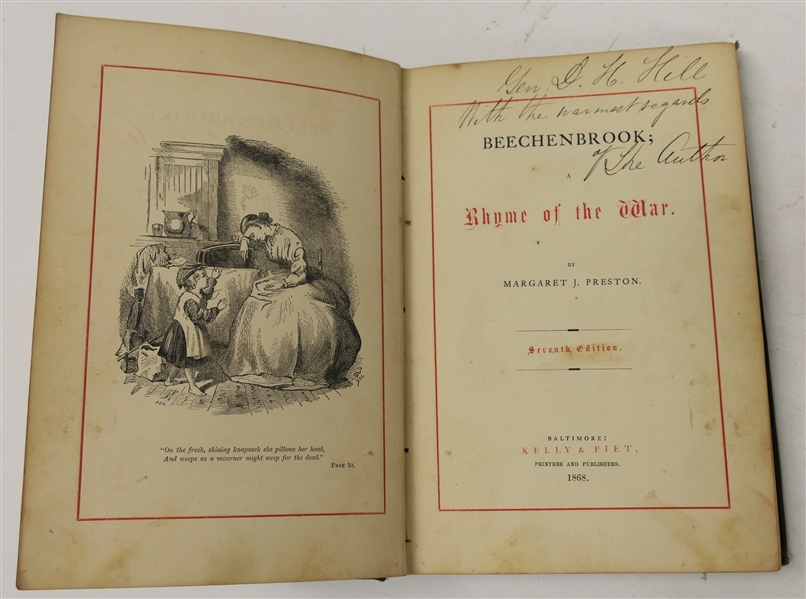 "On the fresh, shining knapsack she pillows her head,
And weeps as a mourner might weep for the dead."
PAGE 10.
Gen. D. H. Hill
With the warmest regards
of the Author
BEECHENBROOK;
A
Rhyme of the War.
BY
MARGARET J. PRESTON.
Seventh Edition.
BALTIMORE:
KELLY & PIET,
PRINTERS AND PUBLISHERS.
1868.